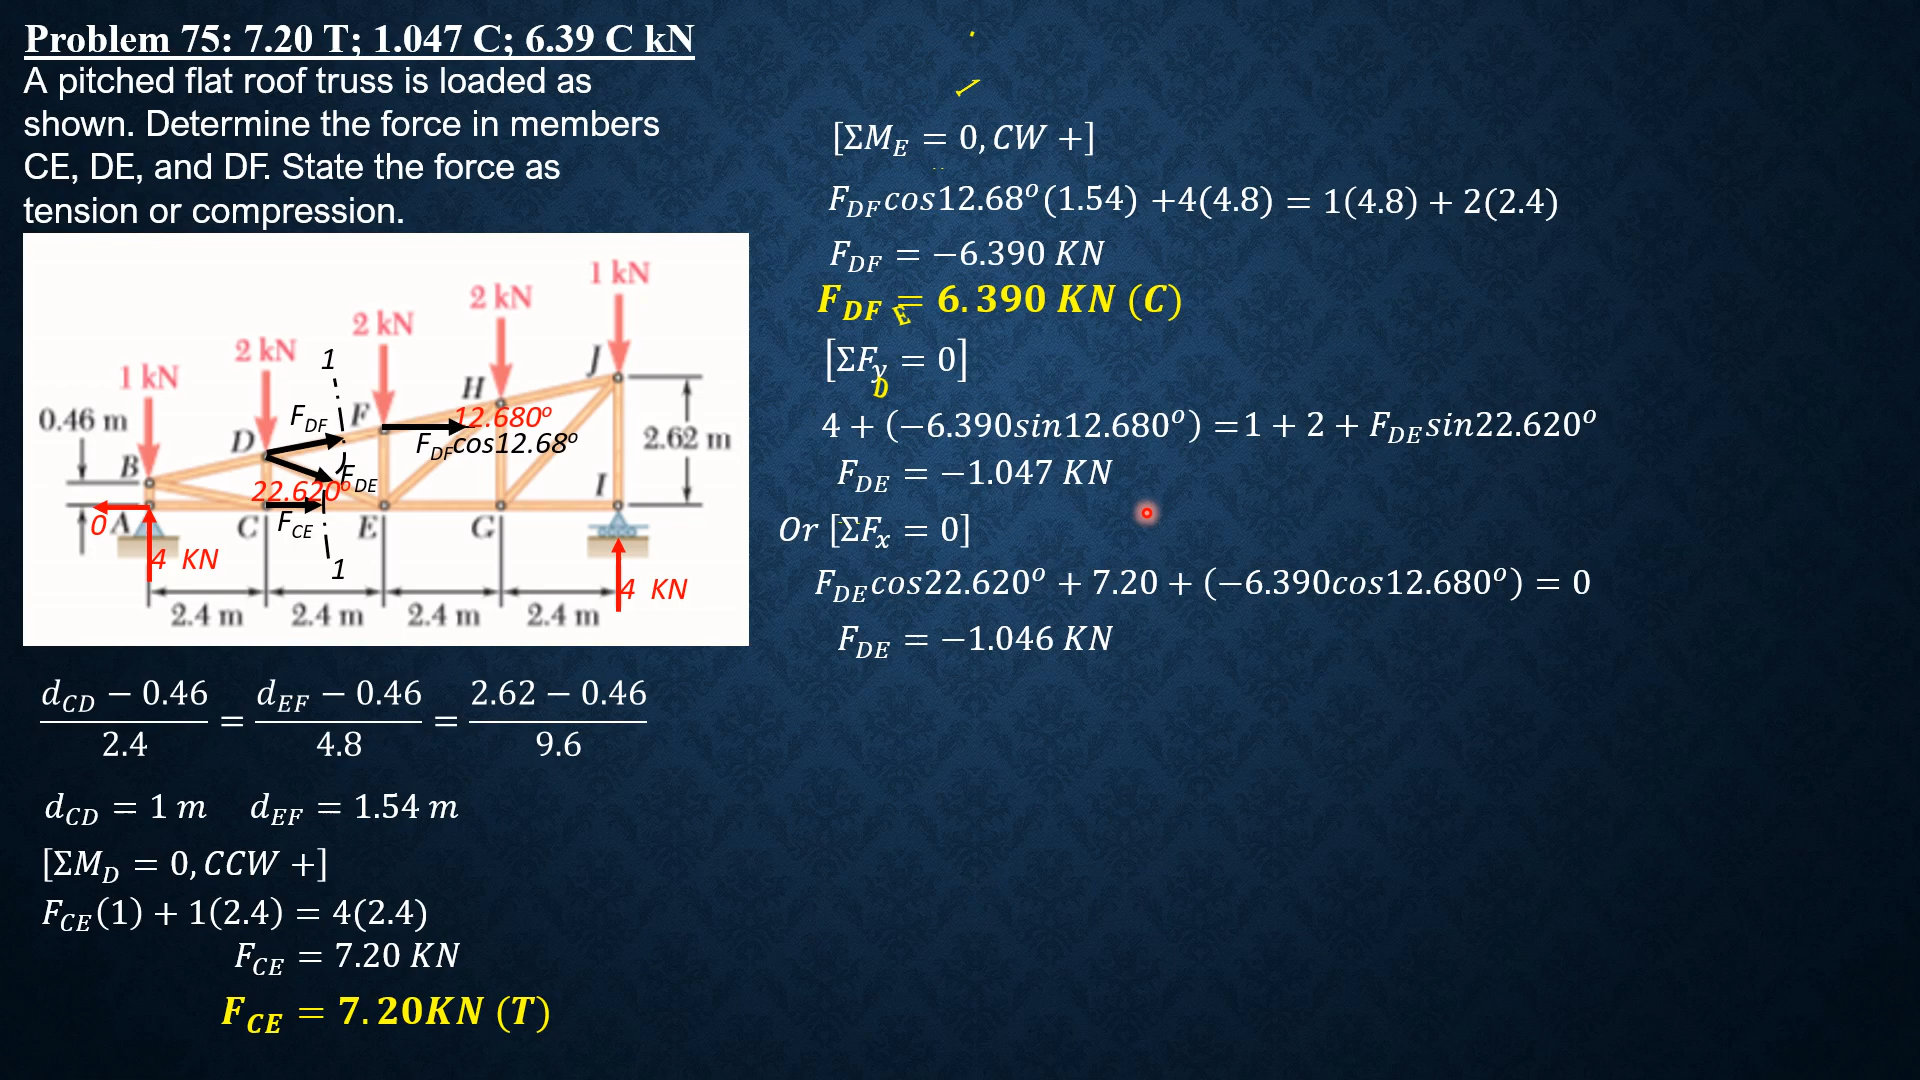 Problem 75: 7.20 T; 1.047 C; 6.39 C kN
A pitched flat roof truss is loaded as
shown. Determine the force in members
CE, DE, and DF. State the force as
tension or compression.
1 kN
2 kN
2 kN
2 kN
1 kN
1
J
H
F
D
B
0.46 m
12.680°
F_DF
F_DF cos12.68°
2.62 m
22.620°
F_DE
I
0
A
C
F_CE
E
G
4 KN
1
4 KN
2.4 m 2.4 m 2.4 m 2.4 m
(d_CD − 0.46)/2.4 = (d_EF − 0.46)/4.8 = (2.62 − 0.46)/9.6
d_CD = 1 m d_EF = 1.54 m
[ΣM_D = 0, CCW +]
F_CE(1) + 1(2.4) = 4(2.4)
F_CE = 7.20 KN
F_CE = 7.20KN (T)
[ΣM_E = 0, CW +]
F_DF cos12.68°(1.54) +4(4.8) = 1(4.8) + 2(2.4)
F_DF = −6.390 KN
F_DF = 6.390 KN (C)
E
[ΣF_y = 0]
D
4 + (−6.390sin12.680°) =1 + 2 + F_DE sin22.620°
F_DE = −1.047 KN
Or [ΣF_x = 0]
F_DE cos22.620° + 7.20 + (−6.390cos12.680°) = 0
F_DE = −1.046 KN